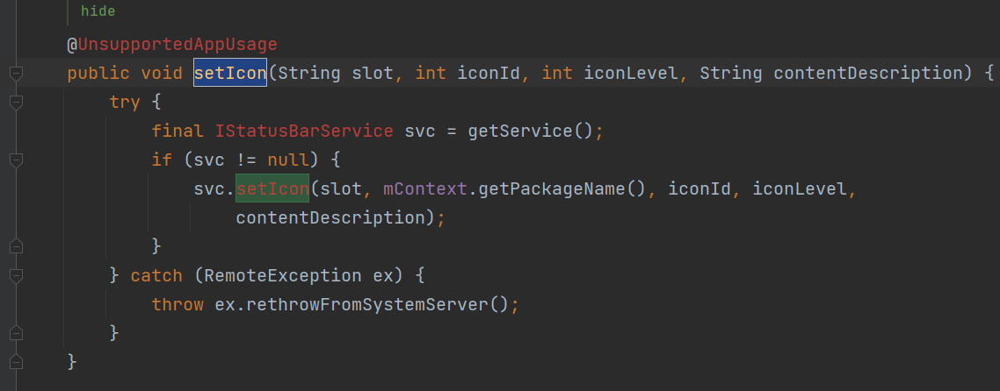 hide
@UnsupportedAppUsage
public void setIcon(String slot, int iconId, int iconLevel, String contentDescription) {
try {
final IStatusBarService svc = getService();
if (svc != null) {
svc.setIcon(slot, mContext.getPackageName(), iconId, iconLevel,
contentDescription);
}
} catch (RemoteException ex) {
throw ex.rethrowFromSystemServer();
}
}